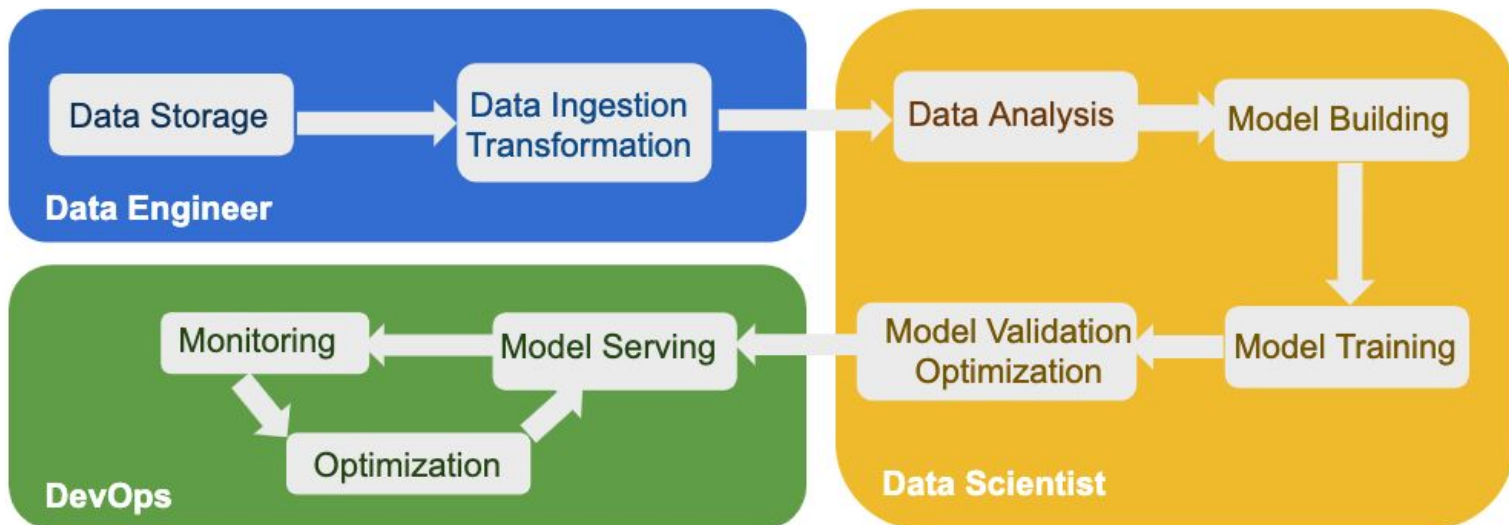 Data Storage
Data Ingestion
Transformation
Data Engineer
Data Analysis
Model Building
Model Training
Model Validation
Optimization
Data Scientist
Model Serving
Monitoring
Optimization
DevOps